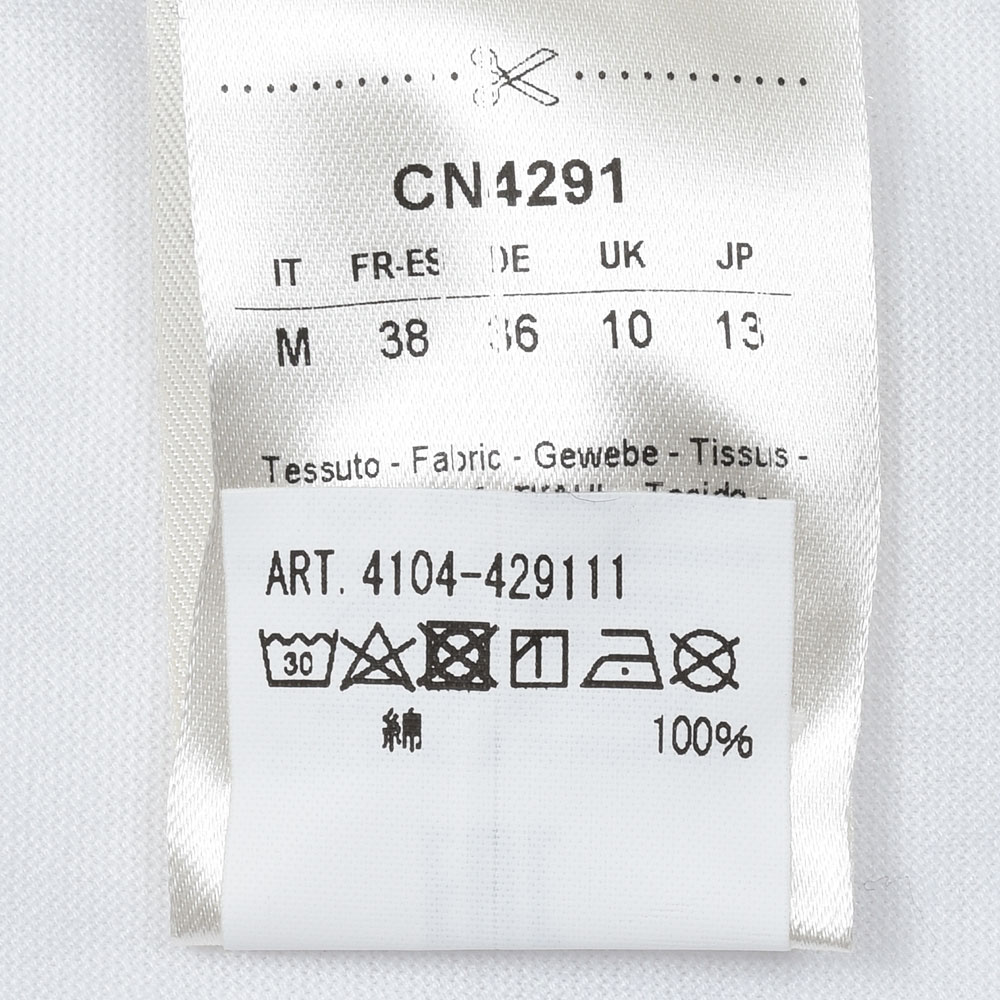 CN4291
IT FR-ES DE UK JP
M 38 36 10 13
Tessuto - Fabric - Gewebe - Tissus -
ART. 4104-429111
30
綿 100%